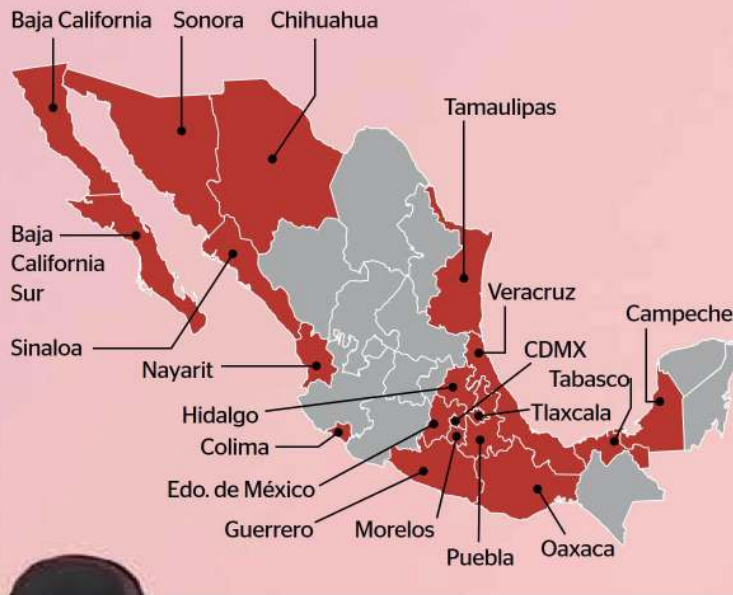 Baja California
Sonora
Chihuahua
Tamaulipas
Baja
California
Sur
Veracruz
Campeche
Sinaloa
CDMX
Nayarit
Tabasco
Hidalgo
Tlaxcala
Colima
Edo. de México
Guerrero
Morelos
Puebla
Oaxaca